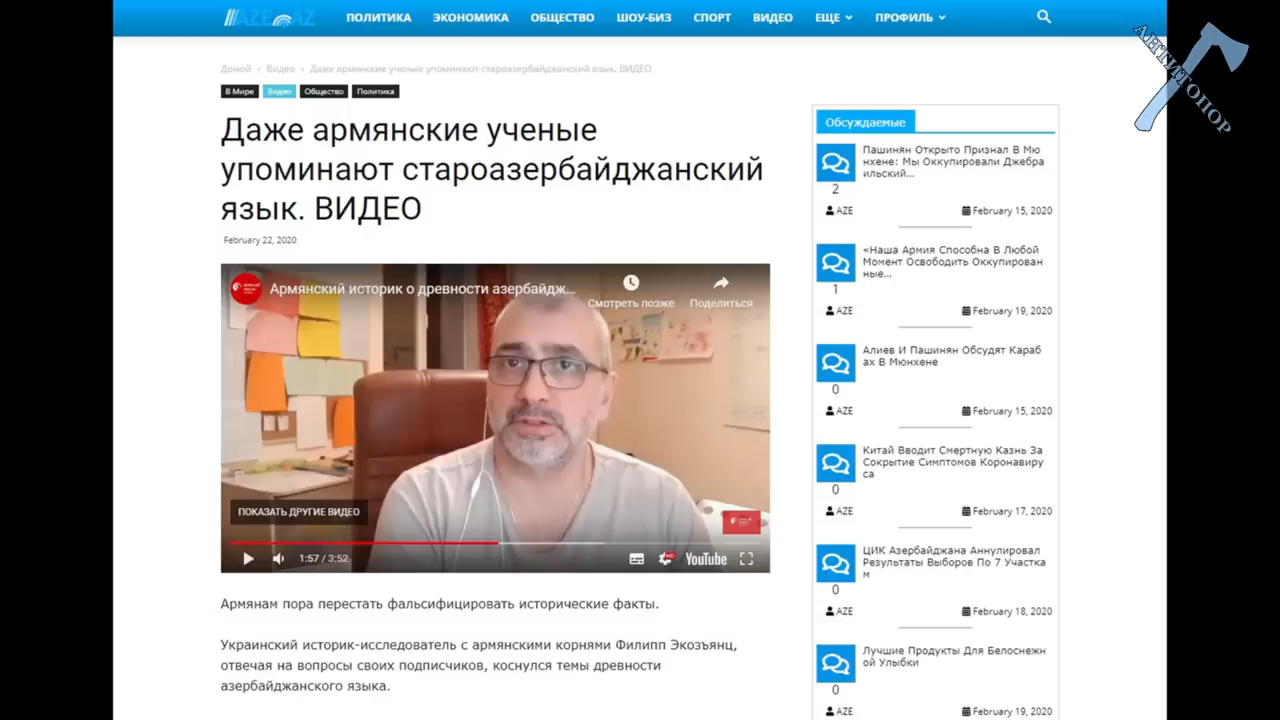 AZE.AZ
ПОЛИТИКА ЭКОНОМИКА ОБЩЕСТВО ШОУ-БИЗ СПОРТ ВИДЕО ЕЩЕ ПРОФИЛЬ
АНТИТОПОР
Домой › Видео › Даже армянские ученые упоминают староазербайджанский язык. ВИДЕО
В Мире Видео Общество Политика
Даже армянские ученые
упоминают староазербайджанский
язык. ВИДЕО
February 22, 2020
Армянский историк о древности азербайдж...
Смотреть позже
Поделиться
ПОКАЗАТЬ ДРУГИЕ ВИДЕО
1:57 / 3:52
HD
YouTube
Армянам пора перестать фальсифицировать исторические факты.
Украинский историк-исследователь с армянскими корнями Филипп Экозъянц,
отвечая на вопросы своих подписчиков, коснулся темы древности
азербайджанского языка.
Обсуждаемые
Пашинян Открыто Признал В Мю
нхене: Мы Оккупировали Джебра
ильский...
2
AZE February 15, 2020
«Наша Армия Способна В Любой
Момент Освободить Оккупирован
ные...
1
AZE February 19, 2020
Алиев И Пашинян Обсудят Караб
ах В Мюнхене
0
AZE February 15, 2020
Китай Вводит Смертную Казнь За
Сокрытие Симптомов Коронавиру
са
0
AZE February 17, 2020
ЦИК Азербайджана Аннулировал
Результаты Выборов По 7 Участка
м
0
AZE February 18, 2020
Лучшие Продукты Для Белоснежн
ой Улыбки
0
AZE February 19, 2020